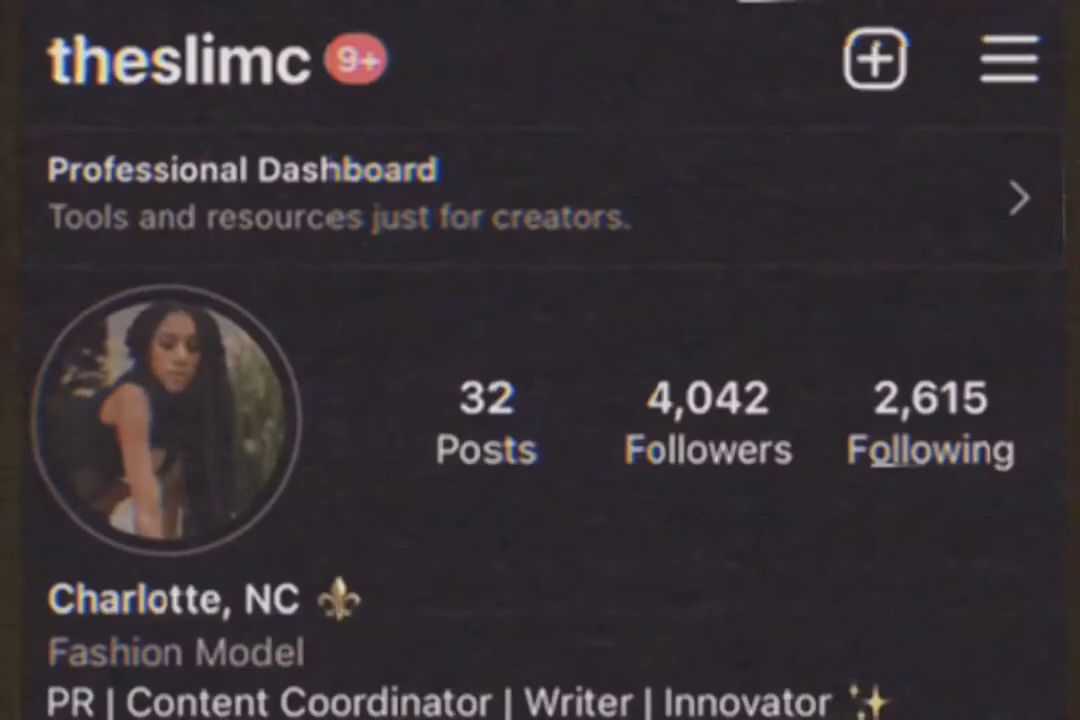 theslimc 9+
Professional Dashboard
Tools and resources just for creators.
32 4,042 2,615
Posts Followers Following
Charlotte, NC ⚜️
Fashion Model
PR | Content Coordinator | Writer | Innovator ✨